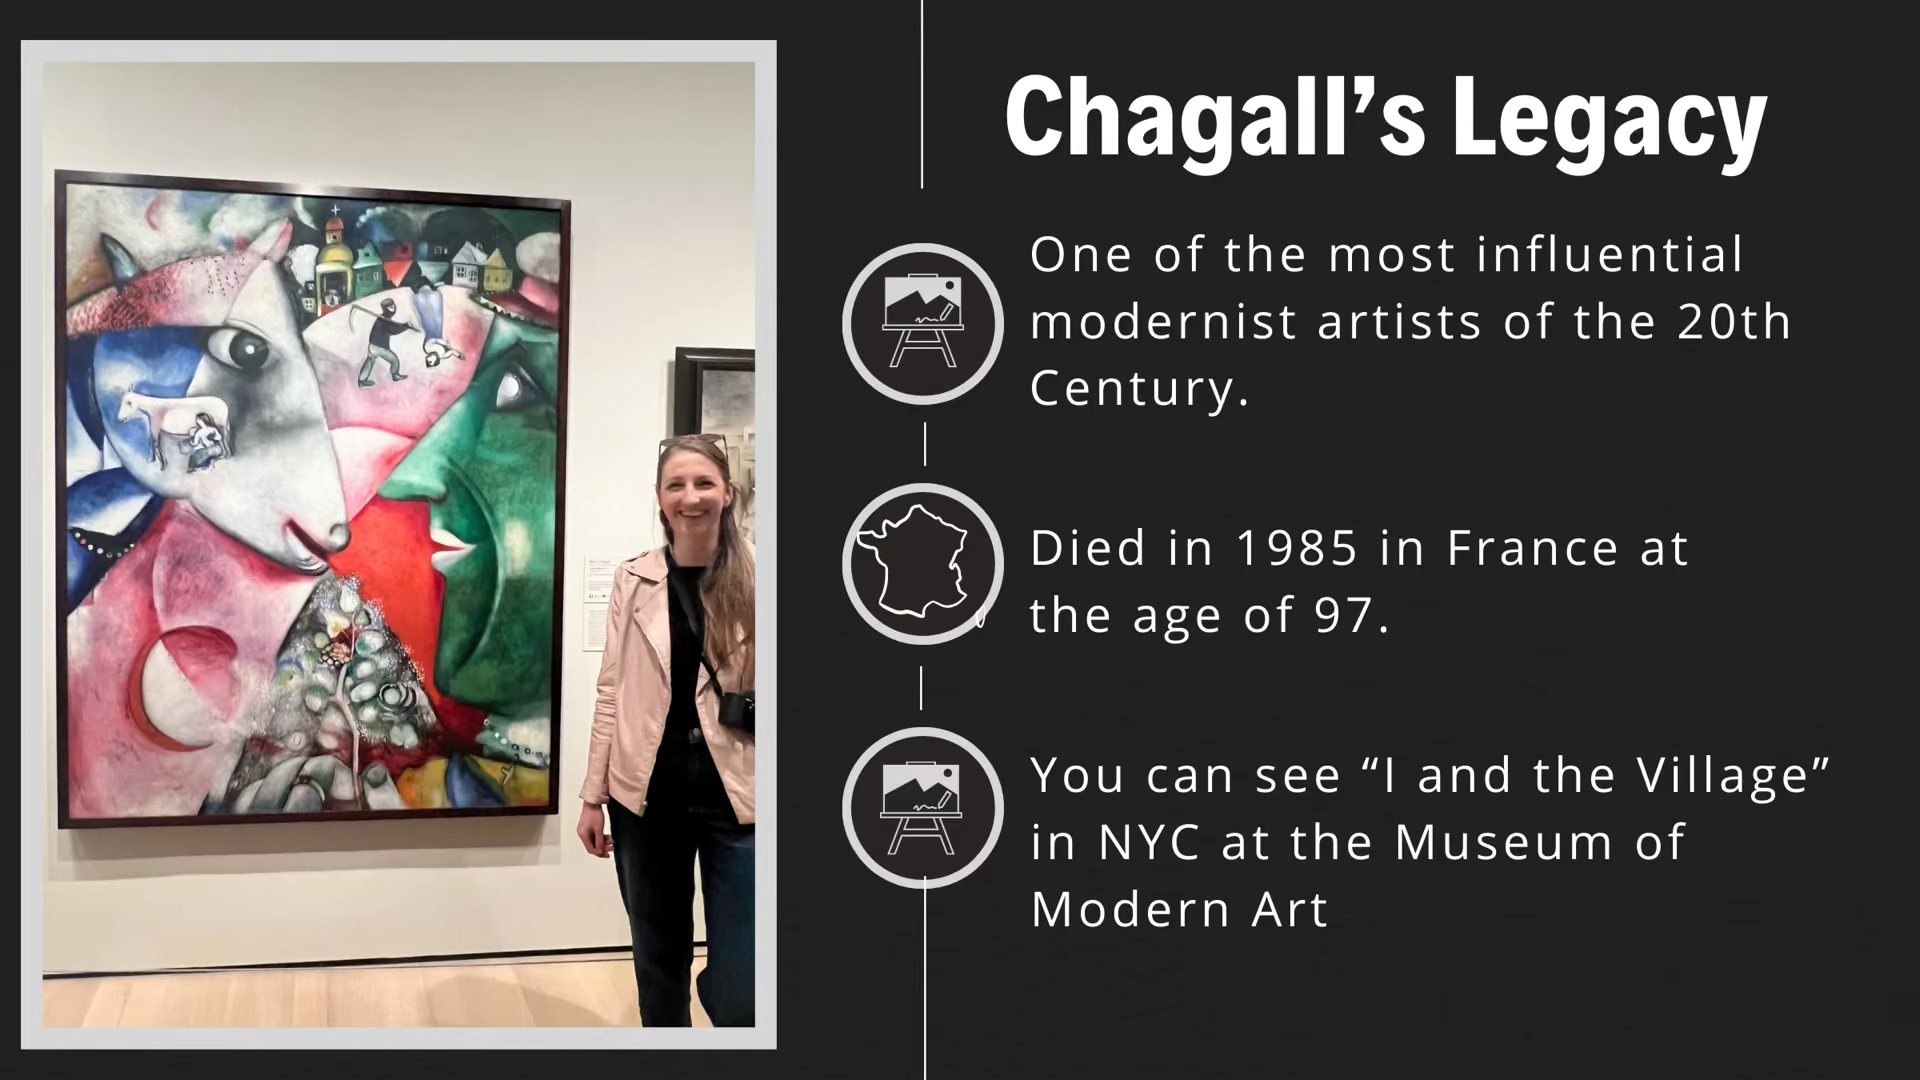 Chagall’s Legacy
One of the most influential
modernist artists of the 20th
Century.
Died in 1985 in France at
the age of 97.
You can see “I and the Village”
in NYC at the Museum of
Modern Art